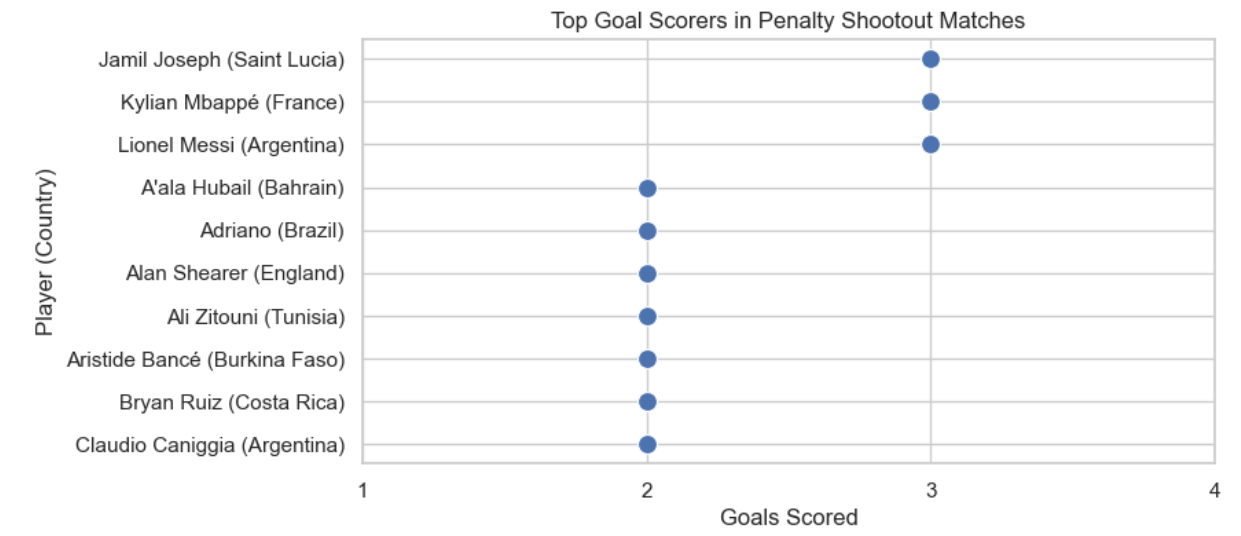 Top Goal Scorers in Penalty Shootout Matches
Player (Country)
Jamil Joseph (Saint Lucia)
Kylian Mbappé (France)
Lionel Messi (Argentina)
A'ala Hubail (Bahrain)
Adriano (Brazil)
Alan Shearer (England)
Ali Zitouni (Tunisia)
Aristide Bancé (Burkina Faso)
Bryan Ruiz (Costa Rica)
Claudio Caniggia (Argentina)
1 2 3 4
Goals Scored